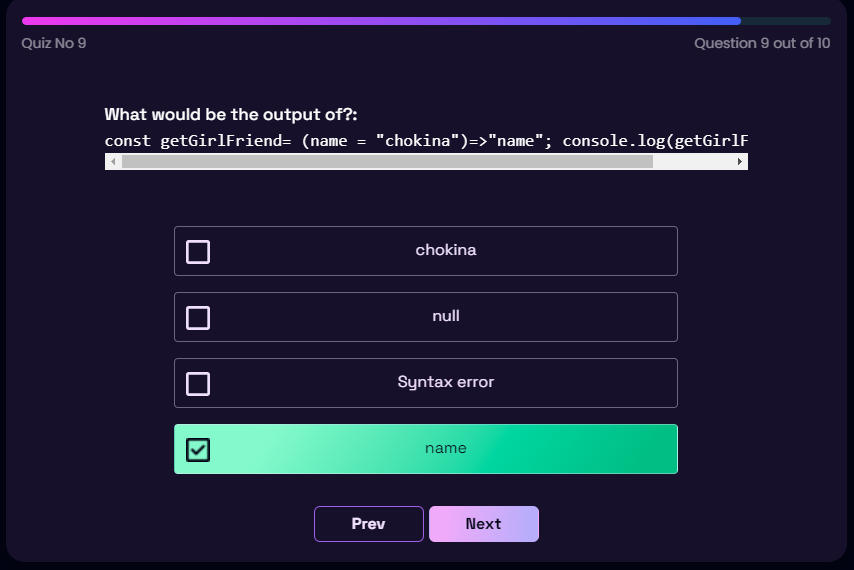 Quiz No 9
Question 9 out of 10
What would be the output of?:
const getGirlFriend= (name = "chokina")=>"name"; console.log(getGirlF
chokina
null
Syntax error
name
Prev
Next